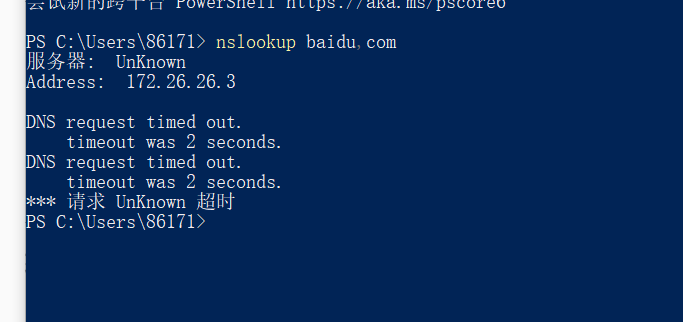 尝试新的跨平台 PowerShell https://aka.ms/pscore6
PS C:\Users\86171> nslookup baidu.com
服务器:  UnKnown
Address:  172.26.26.3
DNS request timed out.
    timeout was 2 seconds.
DNS request timed out.
    timeout was 2 seconds.
*** 请求 UnKnown 超时
PS C:\Users\86171>